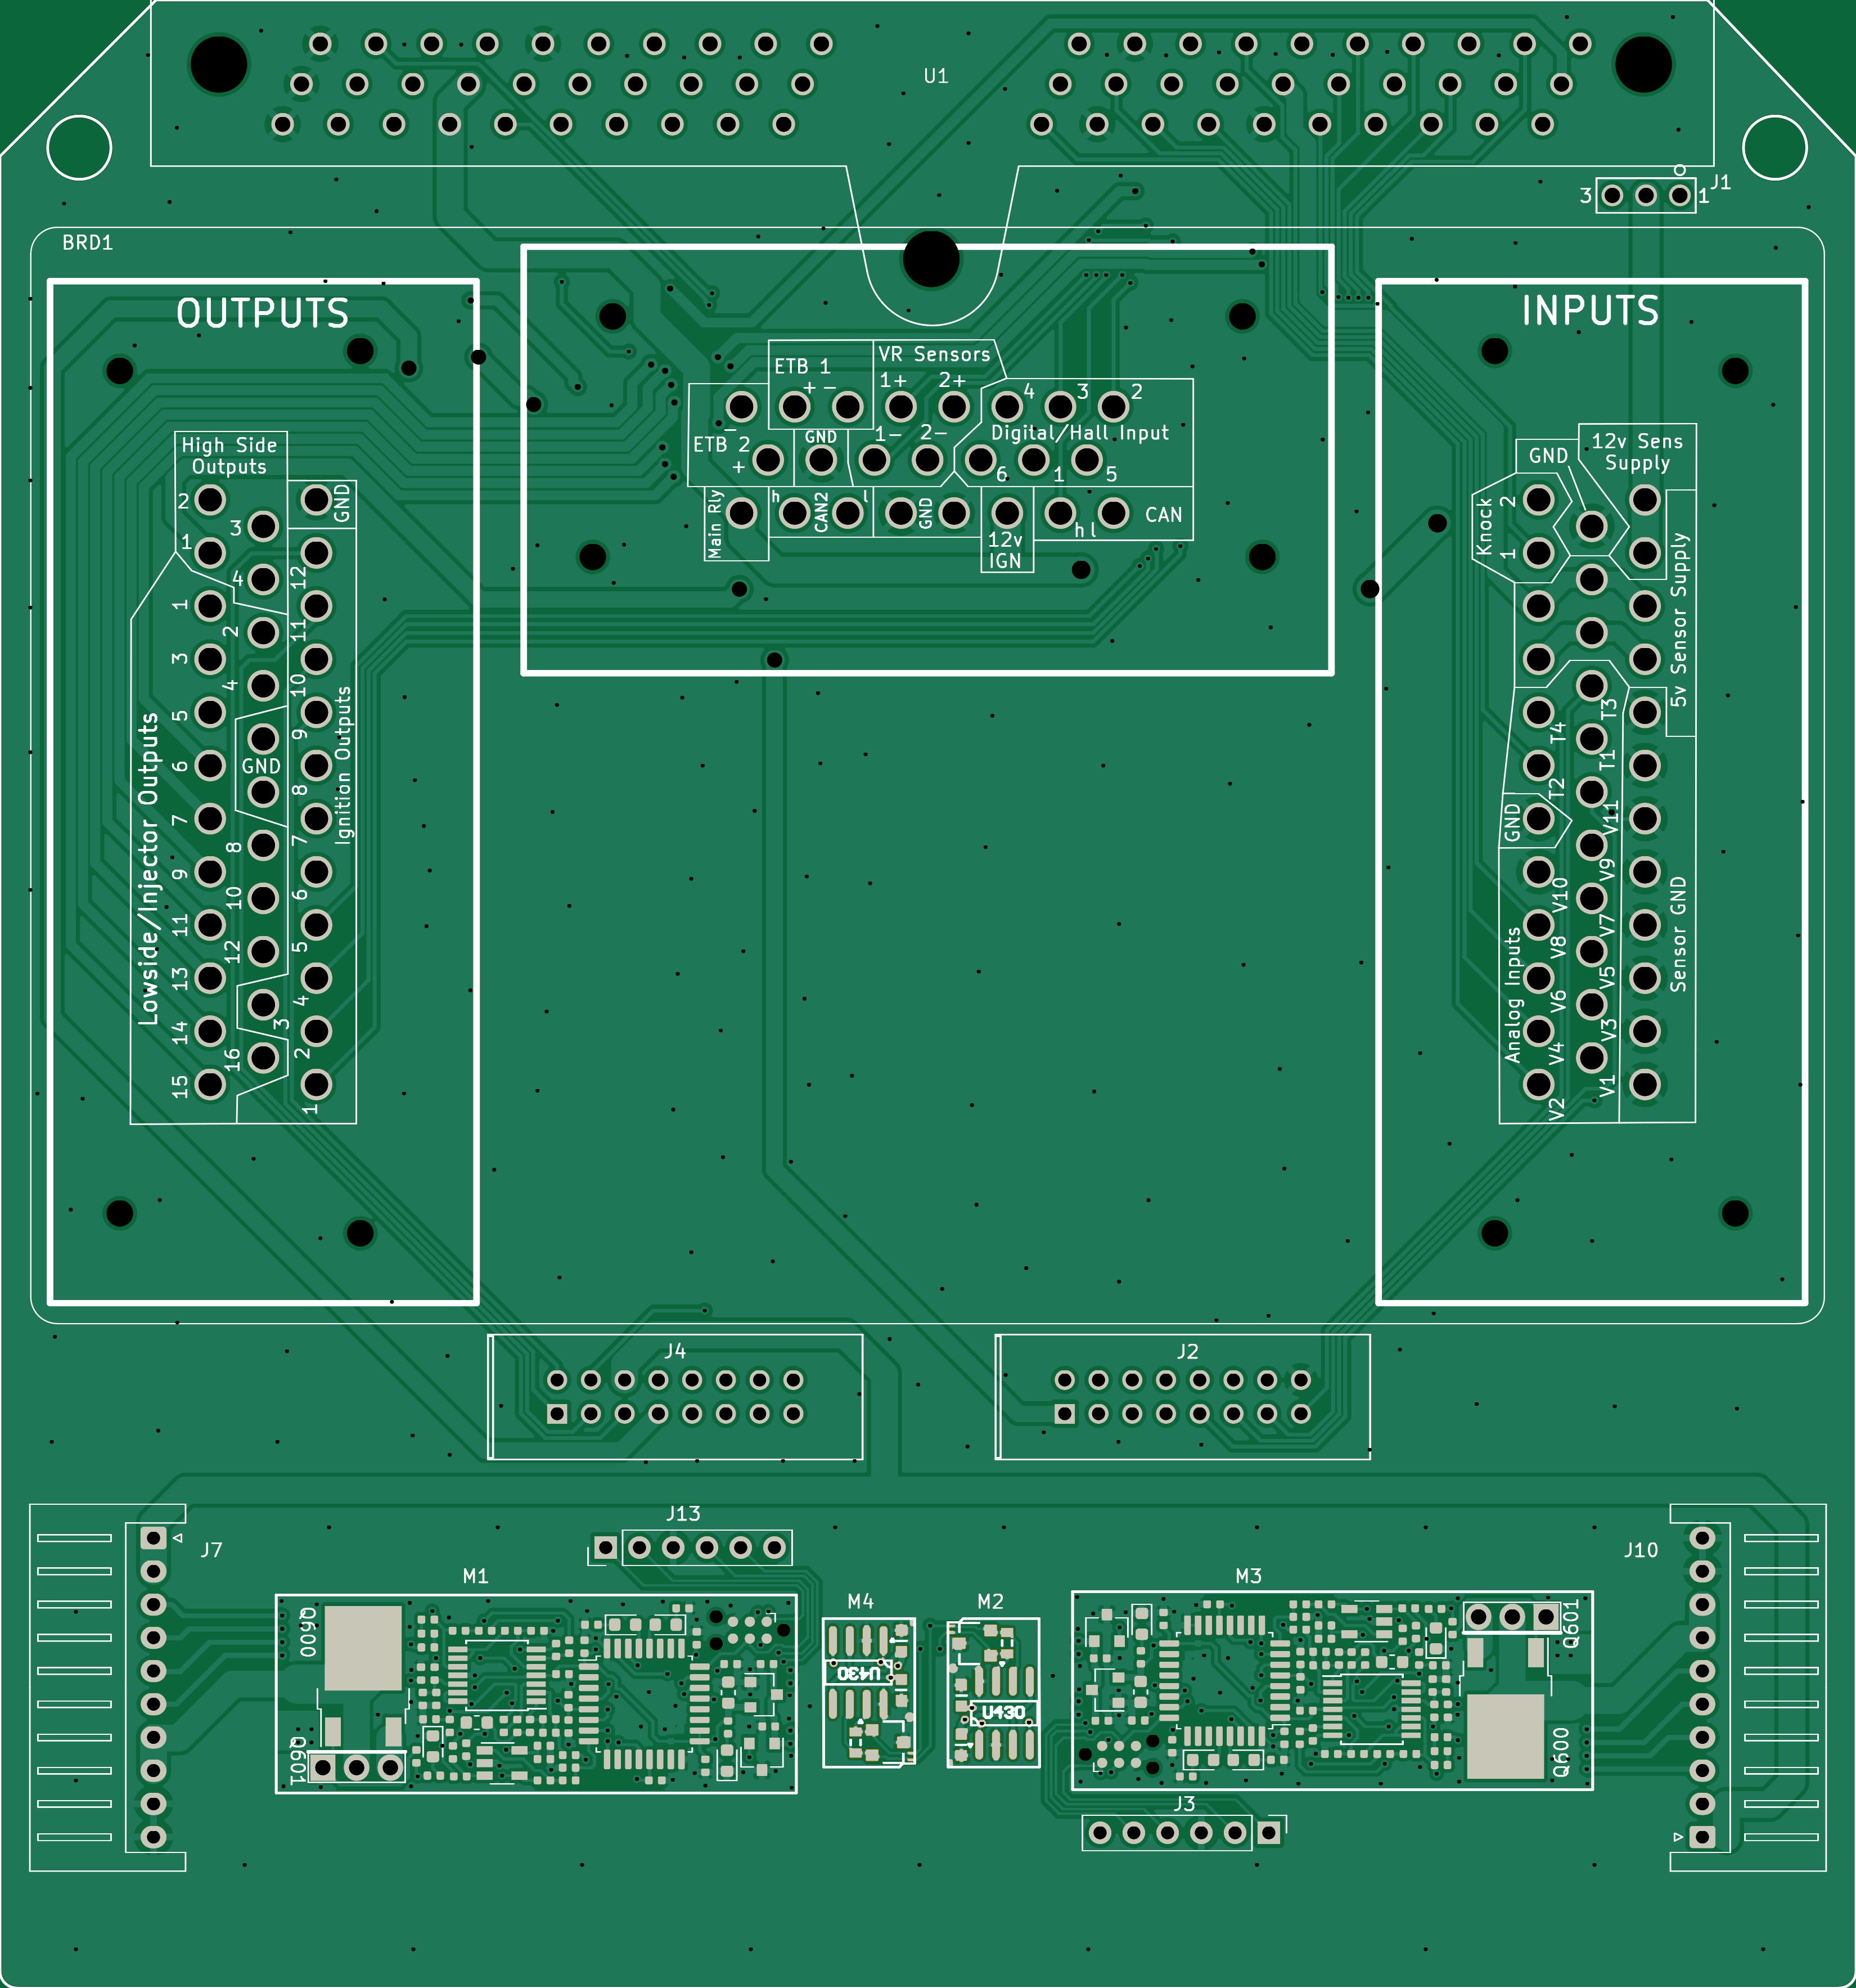 U1
3
1
J1
BRD1
OUTPUTS
INPUTS
ETB 1
+ -
VR Sensors
1+
2+
4
3
2
-
ETB 2
+
GND
1-
2-
Digital/Hall Input
6
1
5
Main Rly
h
CAN2
l
GND
12v
IGN
h l
CAN
High Side
Outputs
2
3
1
4
GND
12
11
10
9
8
7
6
5
4
2
1
Ignition Outputs
Lowside/Injector Outputs
1
2
3
4
5
6
GND
7
8
9
10
11
12
13
3
14
16
15
12v Sens
Supply
GND
Knock
2
1
5v Sensor Supply
T3
T4
T1
T2
GND
V11
V9
V10
V7
V8
V5
V6
V3
V4
V1
V2
Analog Inputs
Sensor GND
J4
J2
J13
J7
J10
M1
M4
M2
M3
Q600
Q601
U430
U430
Q601
Q600
J3